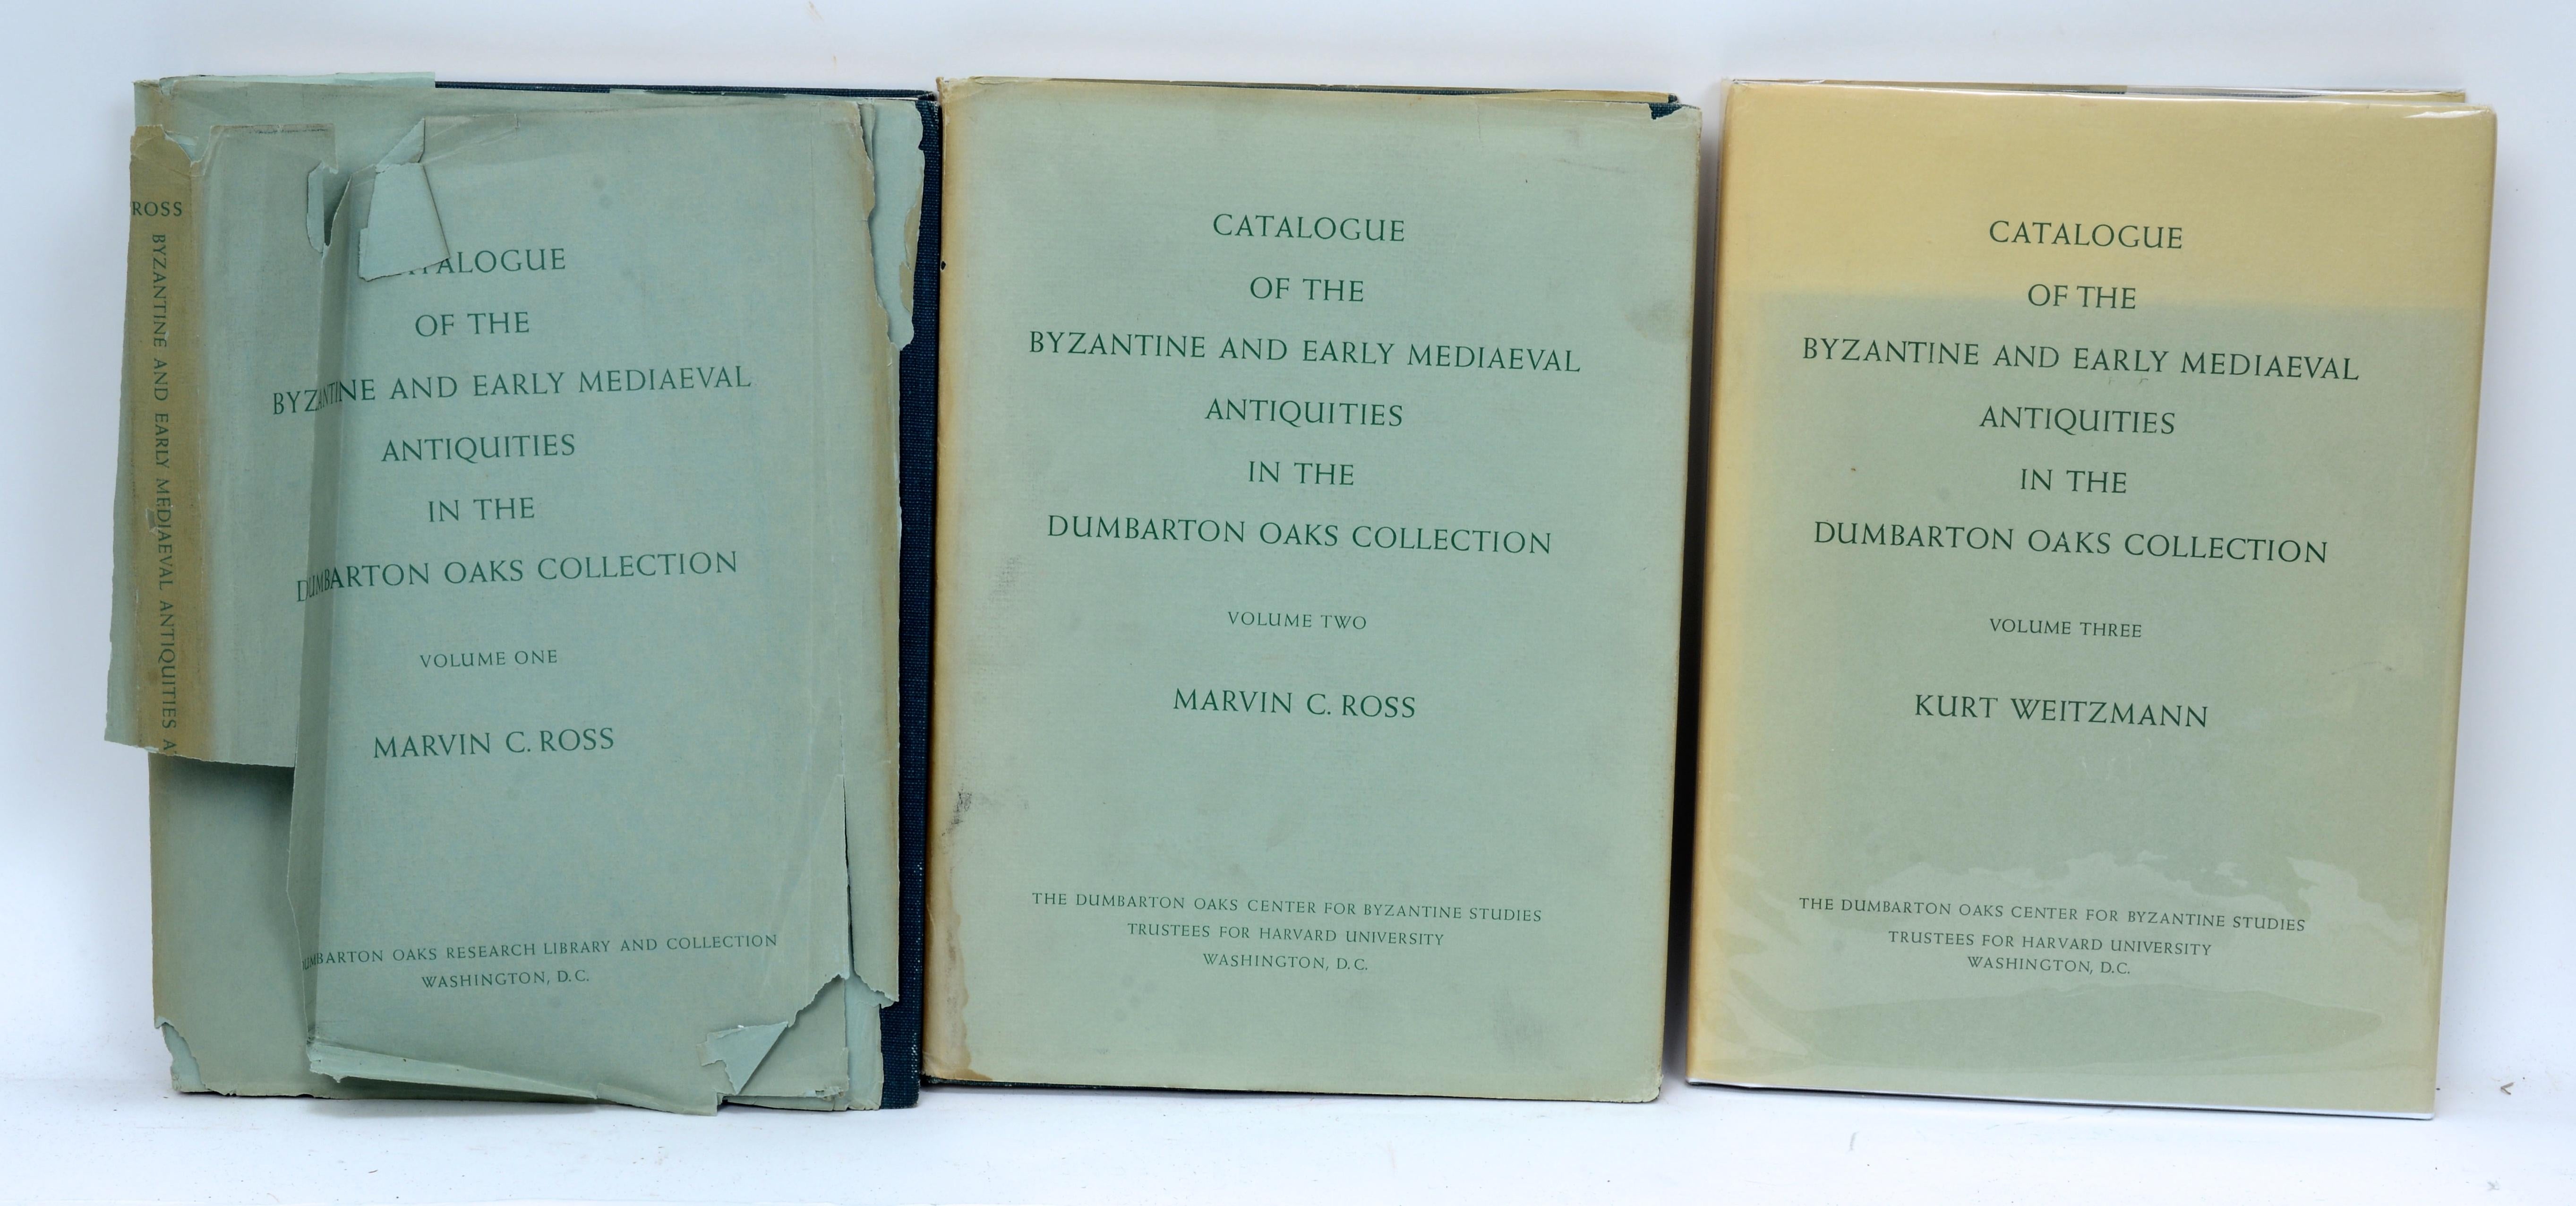 ROSS
BYZANTINE AND EARLY MEDIAEVAL ANTIQUITIES
OF THE
BYZANTINE AND EARLY MEDIAEVAL
ANTIQUITIES
IN THE
DUMBARTON OAKS COLLECTION
VOLUME ONE
MARVIN C. ROSS
OAKS RESEARCH LIBRARY AND COLLECTION
WASHINGTON, D.C.
CATALOGUE
OF THE
BYZANTINE AND EARLY MEDIAEVAL
ANTIQUITIES
IN THE
DUMBARTON OAKS COLLECTION
VOLUME TWO
MARVIN C. ROSS
THE DUMBARTON OAKS CENTER FOR BYZANTINE STUDIES
TRUSTEES FOR HARVARD UNIVERSITY
WASHINGTON, D.C.
CATALOGUE
OF THE
BYZANTINE AND EARLY MEDIAEVAL
ANTIQUITIES
IN THE
DUMBARTON OAKS COLLECTION
VOLUME THREE
KURT WEITZMANN
THE DUMBARTON OAKS CENTER FOR BYZANTINE STUDIES
TRUSTEES FOR HARVARD UNIVERSITY
WASHINGTON, D.C.